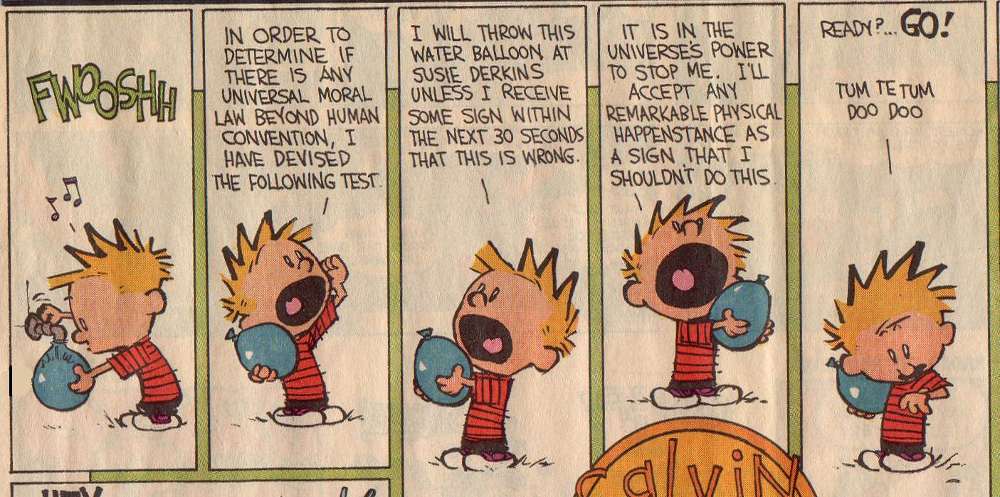 FWOOSHH
IN ORDER TO
DETERMINE IF
THERE IS ANY
UNIVERSAL MORAL
LAW BEYOND HUMAN
CONVENTION, I
HAVE DEVISED
THE FOLLOWING TEST.
I WILL THROW THIS
WATER BALLOON AT
SUSIE DERKINS
UNLESS I RECEIVE
SOME SIGN WITHIN
THE NEXT 30 SECONDS
THAT THIS IS WRONG.
IT IS IN THE
UNIVERSE'S POWER
TO STOP ME. I'LL
ACCEPT ANY
REMARKABLE PHYSICAL
HAPPENSTANCE AS
A SIGN THAT I
SHOULDN'T DO THIS.
READY?... GO!
TUM TE TUM
DOO DOO
calviN